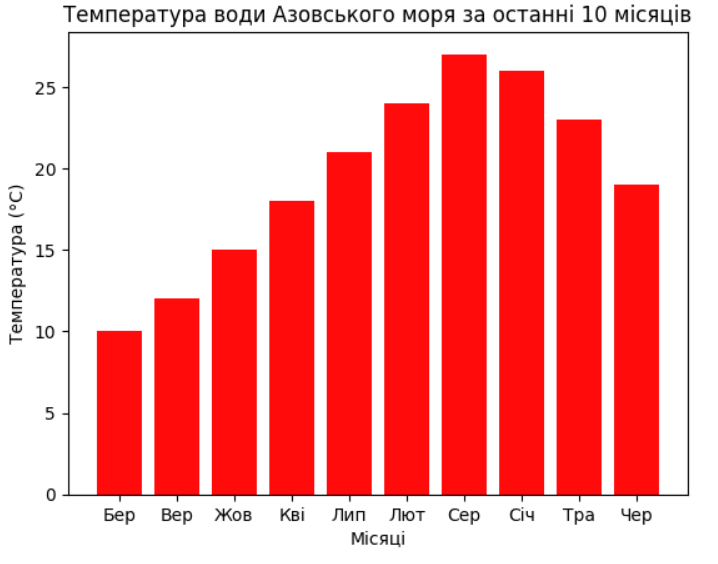 Температура води Азовського моря за останні 10 місяців
Температура (°C)
25
20
15
10
5
0
Бер Вер Жов Кві Лип Лют Сер Січ Тра Чер
Місяці